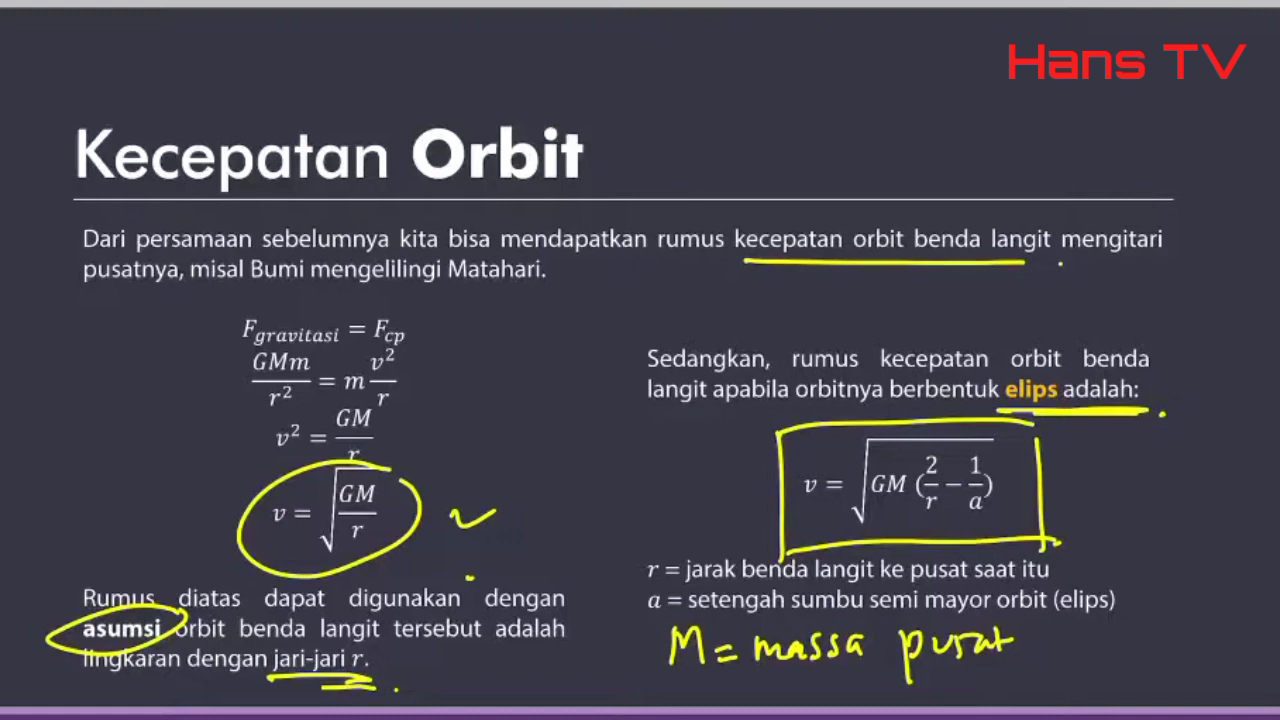 Hans TV
Kecepatan Orbit
Dari persamaan sebelumnya kita bisa mendapatkan rumus kecepatan orbit benda langit mengitari
pusatnya, misal Bumi mengelilingi Matahari.
F_gravitasi = F_cp
GMm/r² = m v²/r
v² = GM/r
v = √(GM/r)
Rumus diatas dapat digunakan dengan
asumsi orbit benda langit tersebut adalah
lingkaran dengan jari-jari r.
Sedangkan, rumus kecepatan orbit benda
langit apabila orbitnya berbentuk elips adalah:
v = √(GM (2/r − 1/a))
r = jarak benda langit ke pusat saat itu
a = setengah sumbu semi mayor orbit (elips)
M = massa pusat